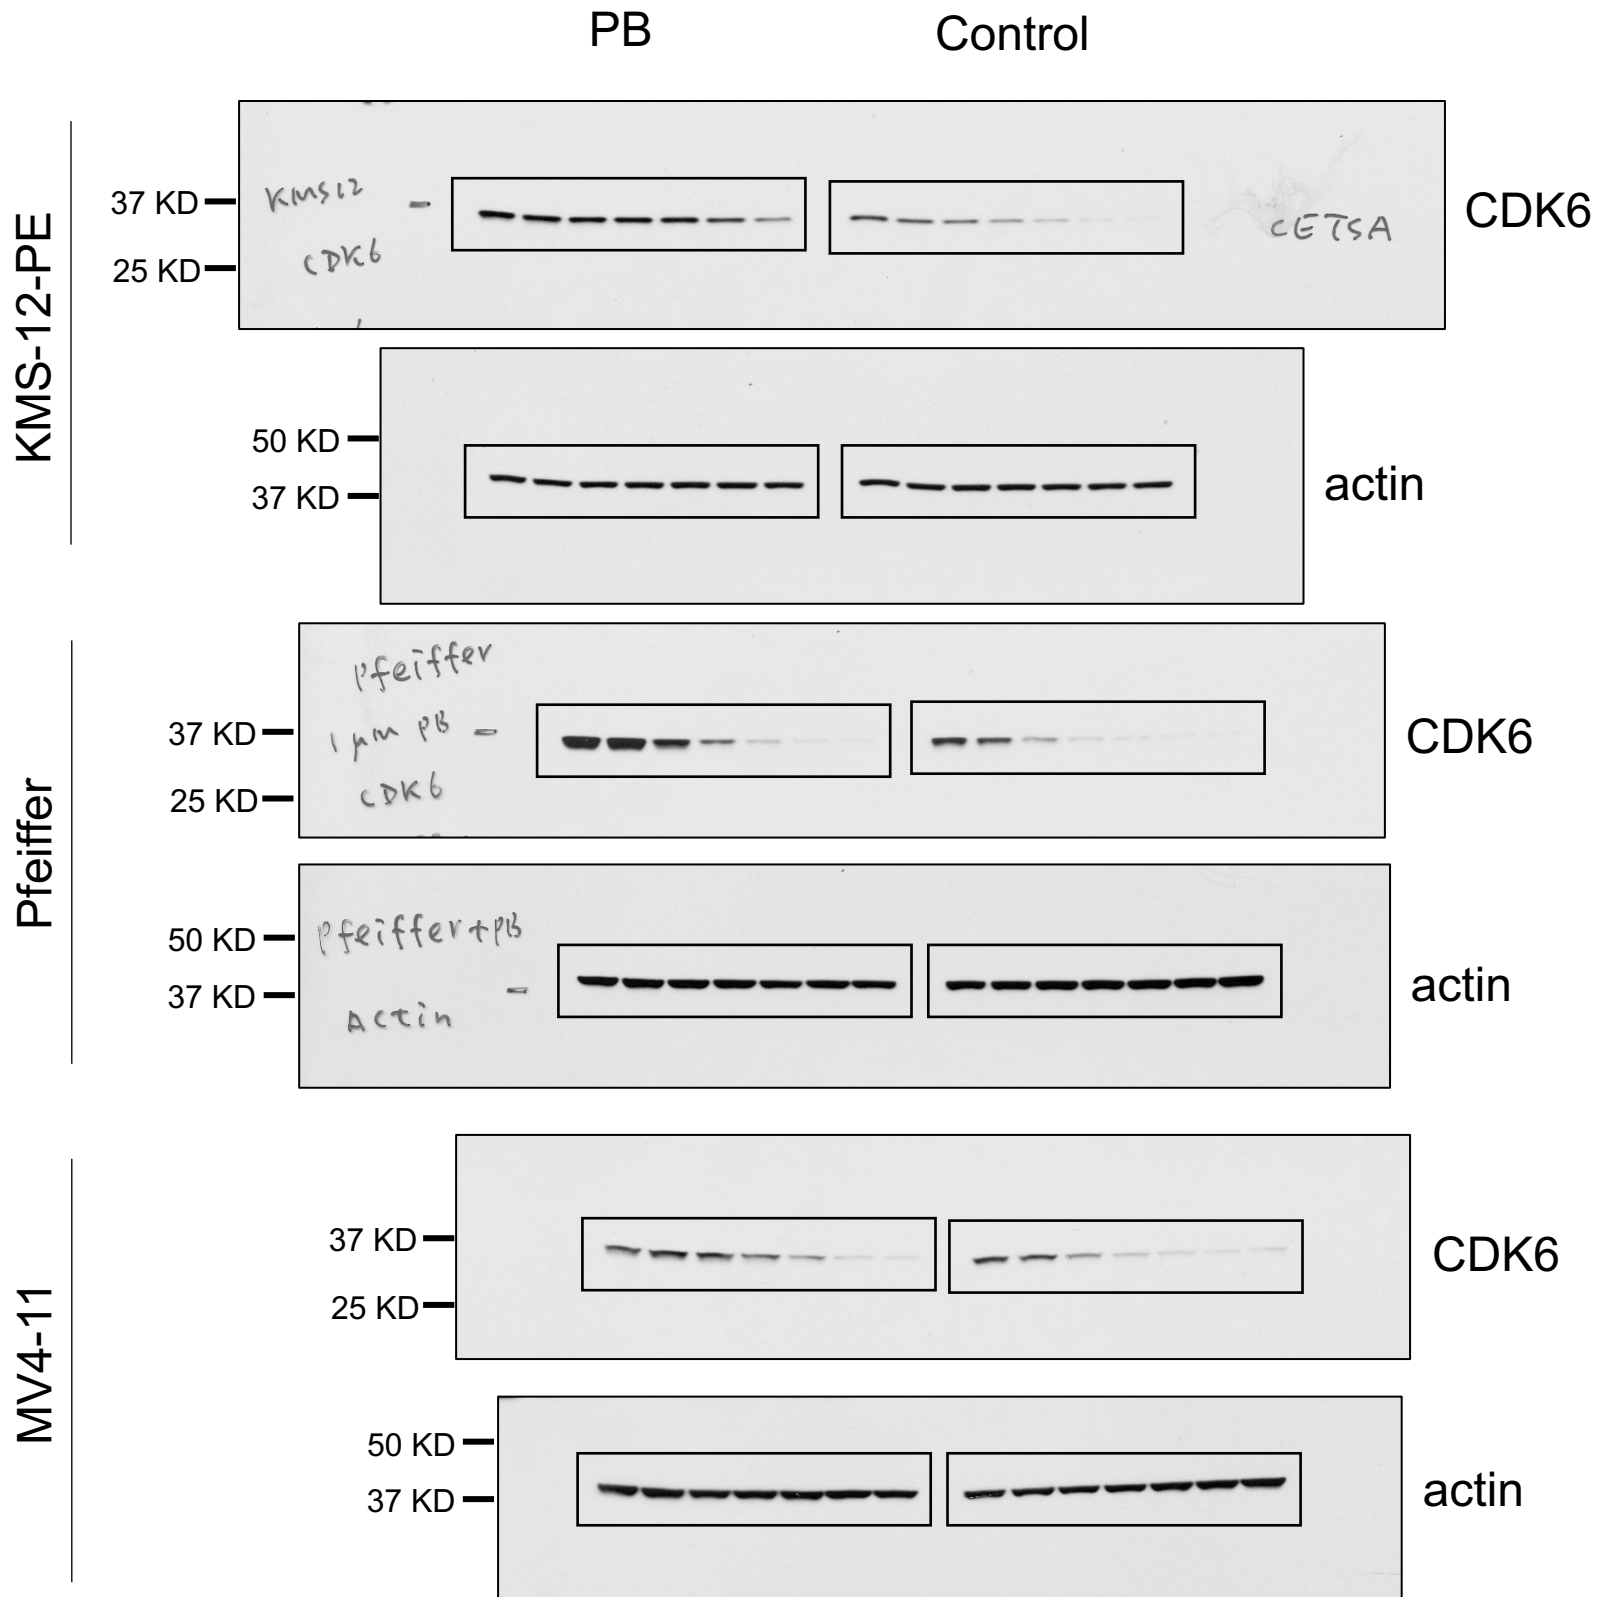 PB Control
KMS-12-PE
37 KD
25 KD
KMS12
CDK6
CETSA
CDK6
50 KD
37 KD
actin
Pfeiffer
37 KD
25 KD
Pfeiffer
1 µm PB
CDK6
CDK6
50 KD
37 KD
Pfeiffer+PB
Actin
actin
MV4-11
37 KD
25 KD
CDK6
50 KD
37 KD
actin